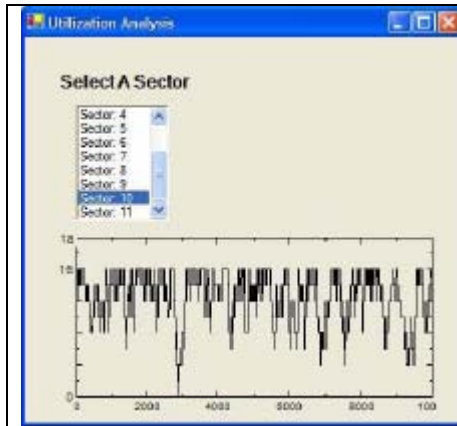 Utilization Analysis
Select A Sector
Sector: 4
Sector: 5
Sector: 6
Sector: 7
Sector: 8
Sector: 9
Sector: 10
Sector: 11
18
0
0 2000 4000 6000 8000 100